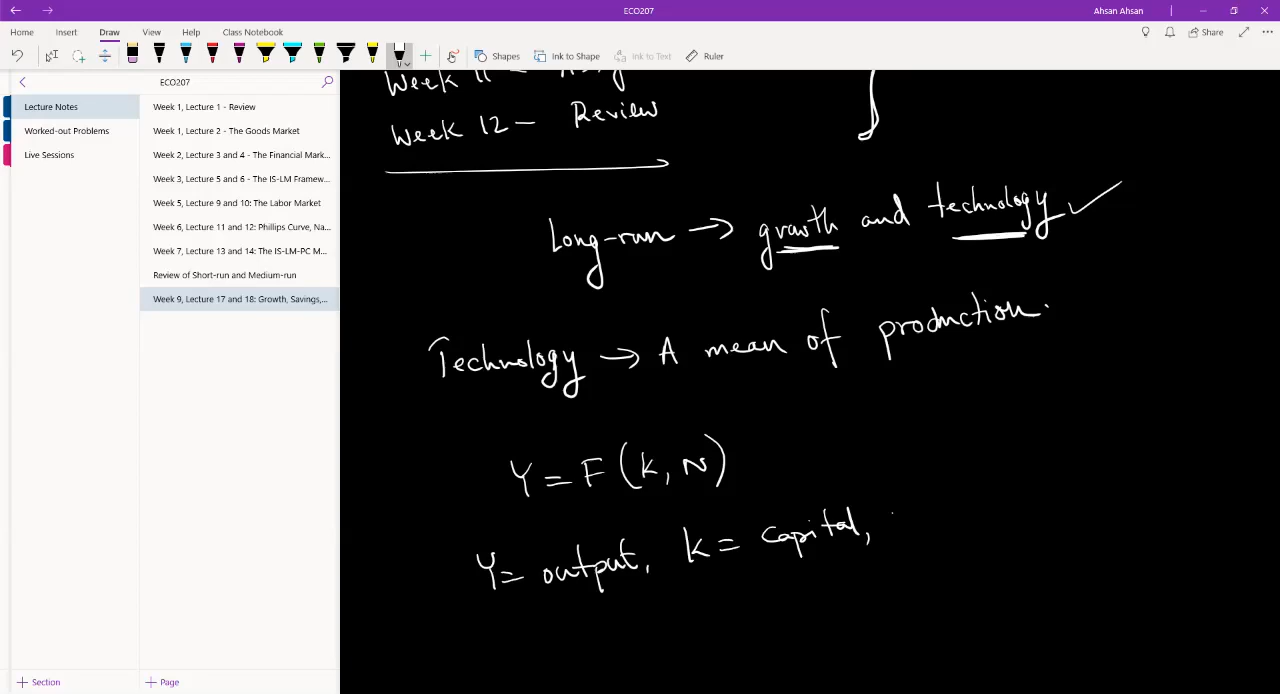 ECO207
Ahsan Ahsan
Home Insert Draw View Help Class Notebook
Share
Shapes Ink to Shape Ink to Text Ruler
ECO207
Lecture Notes
Worked-out Problems
Live Sessions
Week 1, Lecture 1 - Review
Week 1, Lecture 2 - The Goods Market
Week 2, Lecture 3 and 4 - The Financial Mark...
Week 3, Lecture 5 and 6 - The IS-LM Framew...
Week 5, Lecture 9 and 10: The Labor Market
Week 6, Lecture 11 and 12: Phillips Curve, Na...
Week 7, Lecture 13 and 14: The IS-LM-PC M...
Review of Short-run and Medium-run
Week 9, Lecture 17 and 18: Growth, Savings,...
+ Section
+ Page
Week 11 -
Week 12 - Review
Long-run → growth and technology ✓
Technology → A mean of production.
Y = F (K, N)
Y = output, K = capital,